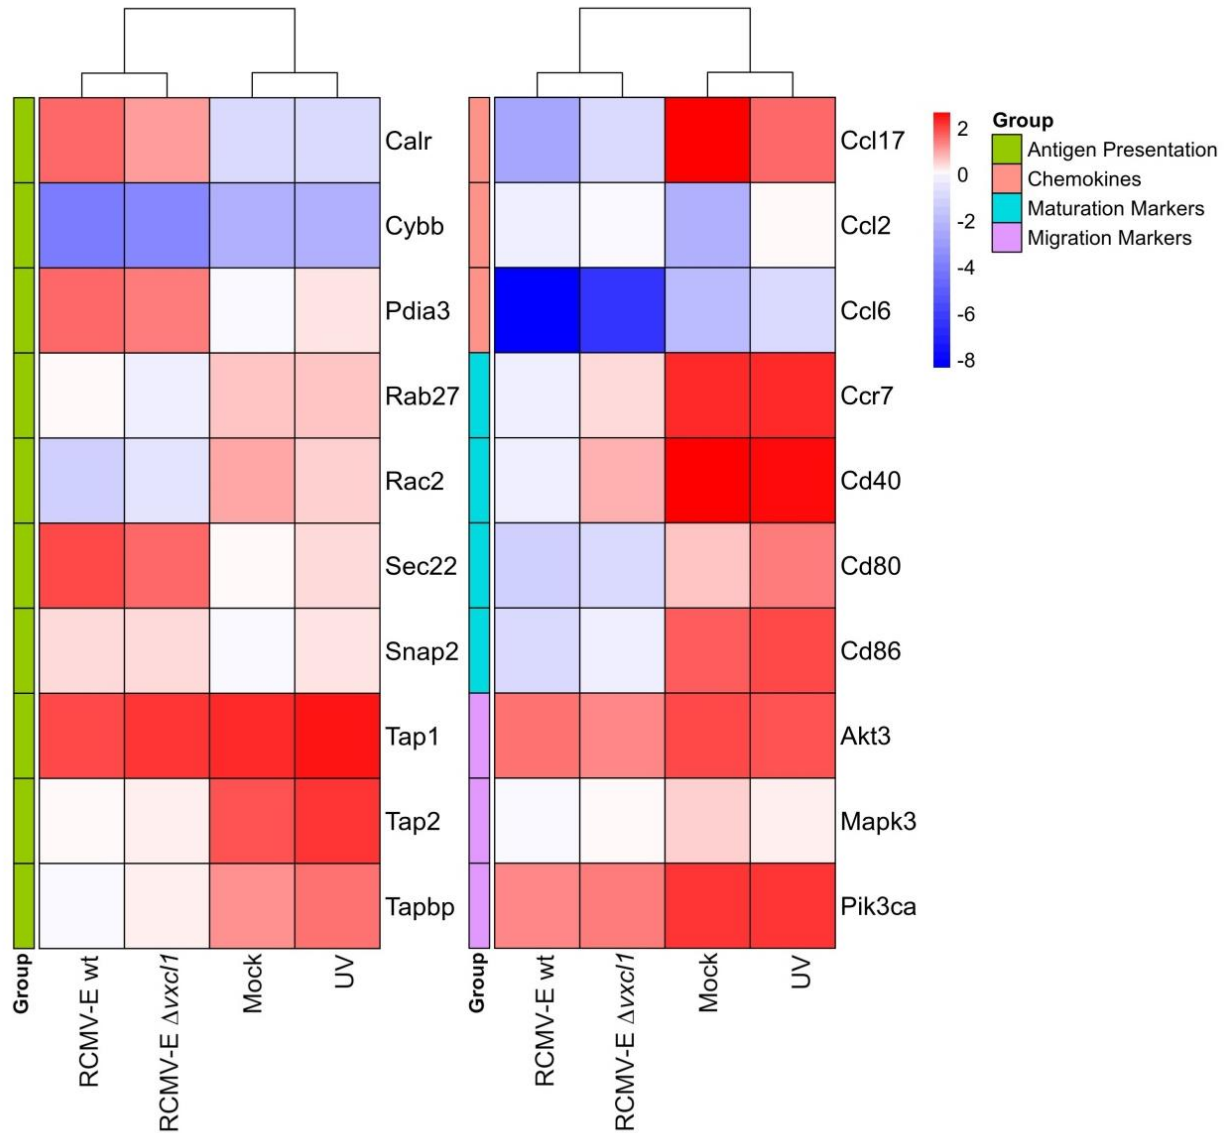 Calr
Cybb
Pdia3
Rab27
Rac2
Sec22
Snap2
Tap1
Tap2
Tapbp
Group
RCMV-E wt
RCMV-E Δvxcl1
Mock
UV
Ccl17
Ccl2
Ccl6
Ccr7
Cd40
Cd80
Cd86
Akt3
Mapk3
Pik3ca
Group
RCMV-E wt
RCMV-E Δvxcl1
Mock
UV
2
0
-2
-4
-6
-8
Group
Antigen Presentation
Chemokines
Maturation Markers
Migration Markers